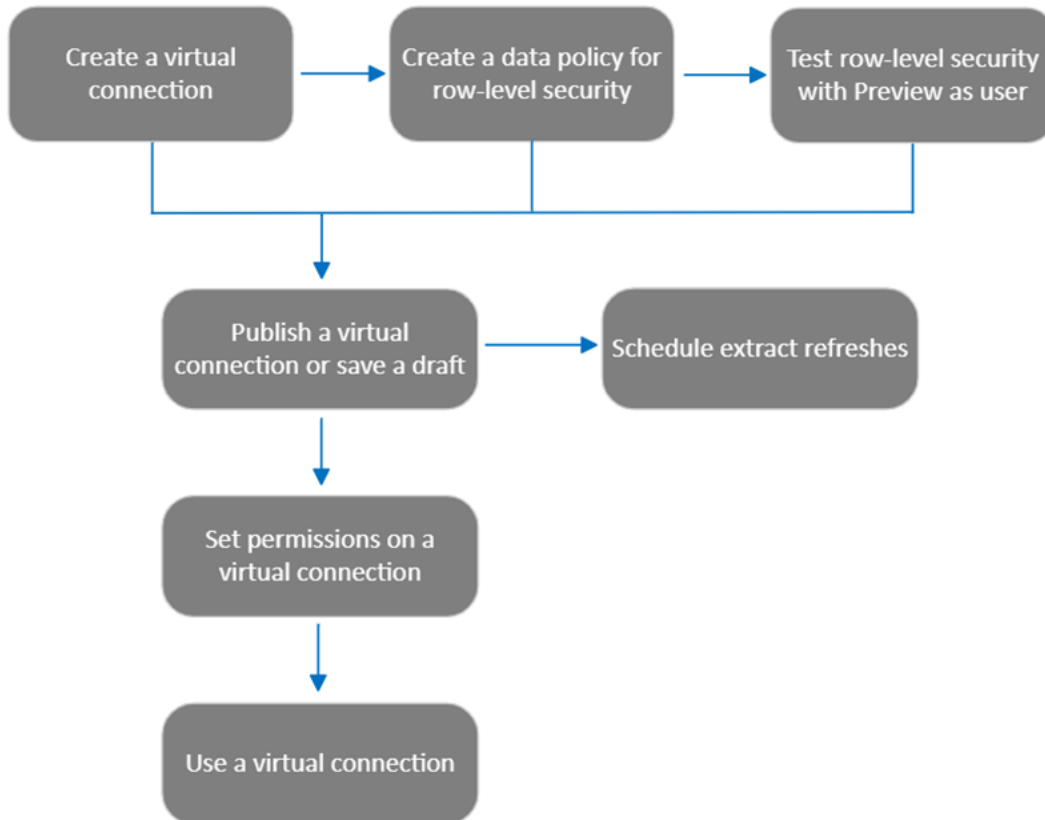 Create a virtual
connection
Create a data policy for
row-level security
Test row-level security
with Preview as user
Publish a virtual
connection or save a draft
Schedule extract refreshes
Set permissions on a
virtual connection
Use a virtual connection